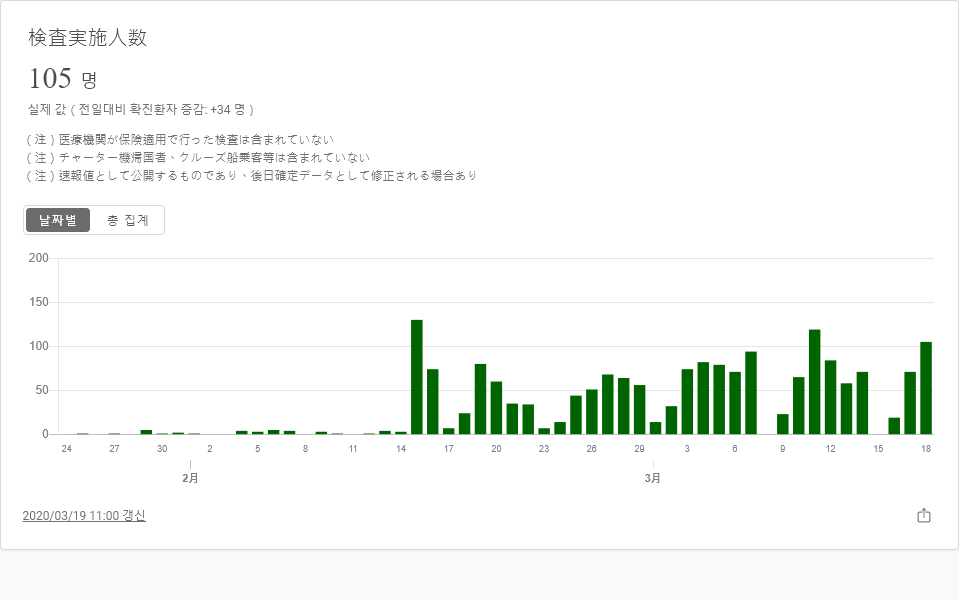 検査実施人数
105 명
실제 값 ( 전일대비 확진환자 증감: +34 명 )
( 注 ) 医療機関が保険適用で行った検査は含まれていない
( 注 ) チャーター機帰国者、クルーズ船乗客等は含まれていない
( 注 ) 速報値として公開するものであり、後日確定データとして修正される場合あり
날짜별 총 집계
200
150
100
50
0
24 27 30 2 5 8 11 14 17 20 23 26 29 3 6 9 12 15 18
2月 3月
2020/03/19 11:00 갱신